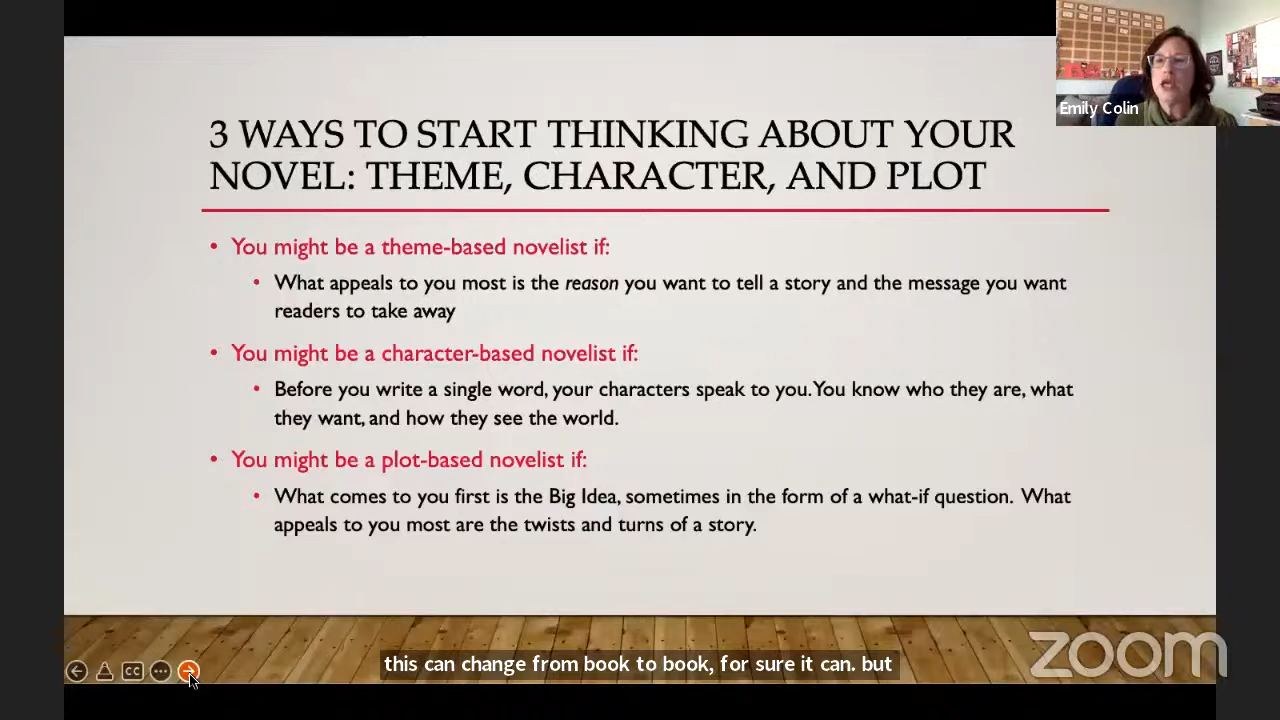 Emily Colin
3 WAYS TO START THINKING ABOUT YOUR
NOVEL: THEME, CHARACTER, AND PLOT
• You might be a theme-based novelist if:
• What appeals to you most is the reason you want to tell a story and the message you want
readers to take away
• You might be a character-based novelist if:
• Before you write a single word, your characters speak to you. You know who they are, what
they want, and how they see the world.
• You might be a plot-based novelist if:
• What comes to you first is the Big Idea, sometimes in the form of a what-if question. What
appeals to you most are the twists and turns of a story.
CC
this can change from book to book, for sure it can. but
zoom